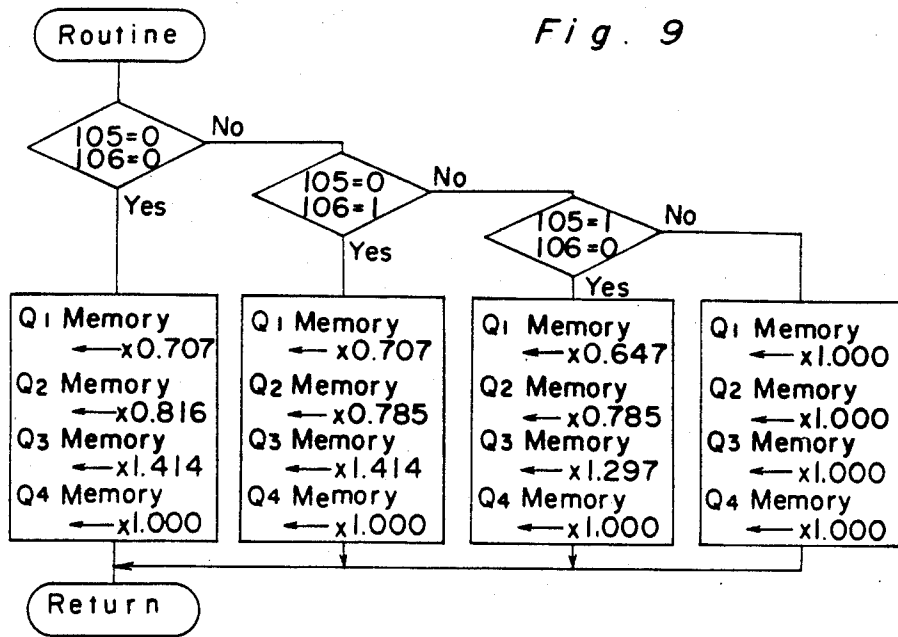 Fig. 9
Routine
105=0
106=0
No
Yes
105=0
106=1
No
Yes
105=1
106=0
No
Yes
Q1 Memory
←x0.707
Q2 Memory
←x0.816
Q3 Memory
←x1.414
Q4 Memory
←x1.000
Q1 Memory
←x0.707
Q2 Memory
←x0.785
Q3 Memory
←x1.414
Q4 Memory
←x1.000
Q1 Memory
←x0.647
Q2 Memory
←x0.785
Q3 Memory
←x1.297
Q4 Memory
←x1.000
Q1 Memory
←x1.000
Q2 Memory
←x1.000
Q3 Memory
←x1.000
Q4 Memory
←x1.000
Return